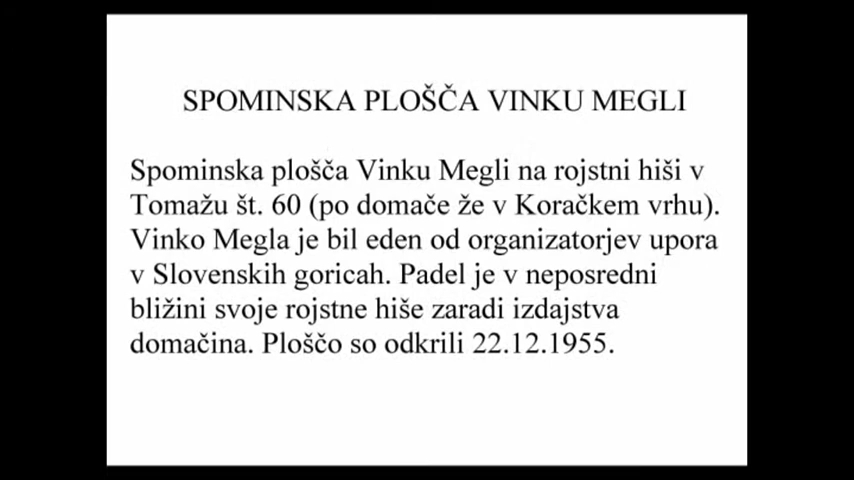 SPOMINSKA PLOŠČA VINKU MEGLI
Spominska plošča Vinku Megli na rojstni hiši v
Tomažu št. 60 (po domače že v Koračkem vrhu).
Vinko Megla je bil eden od organizatorjev upora
v Slovenskih goricah. Padel je v neposredni
bližini svoje rojstne hiše zaradi izdajstva
domačina. Ploščo so odkrili 22.12.1955.